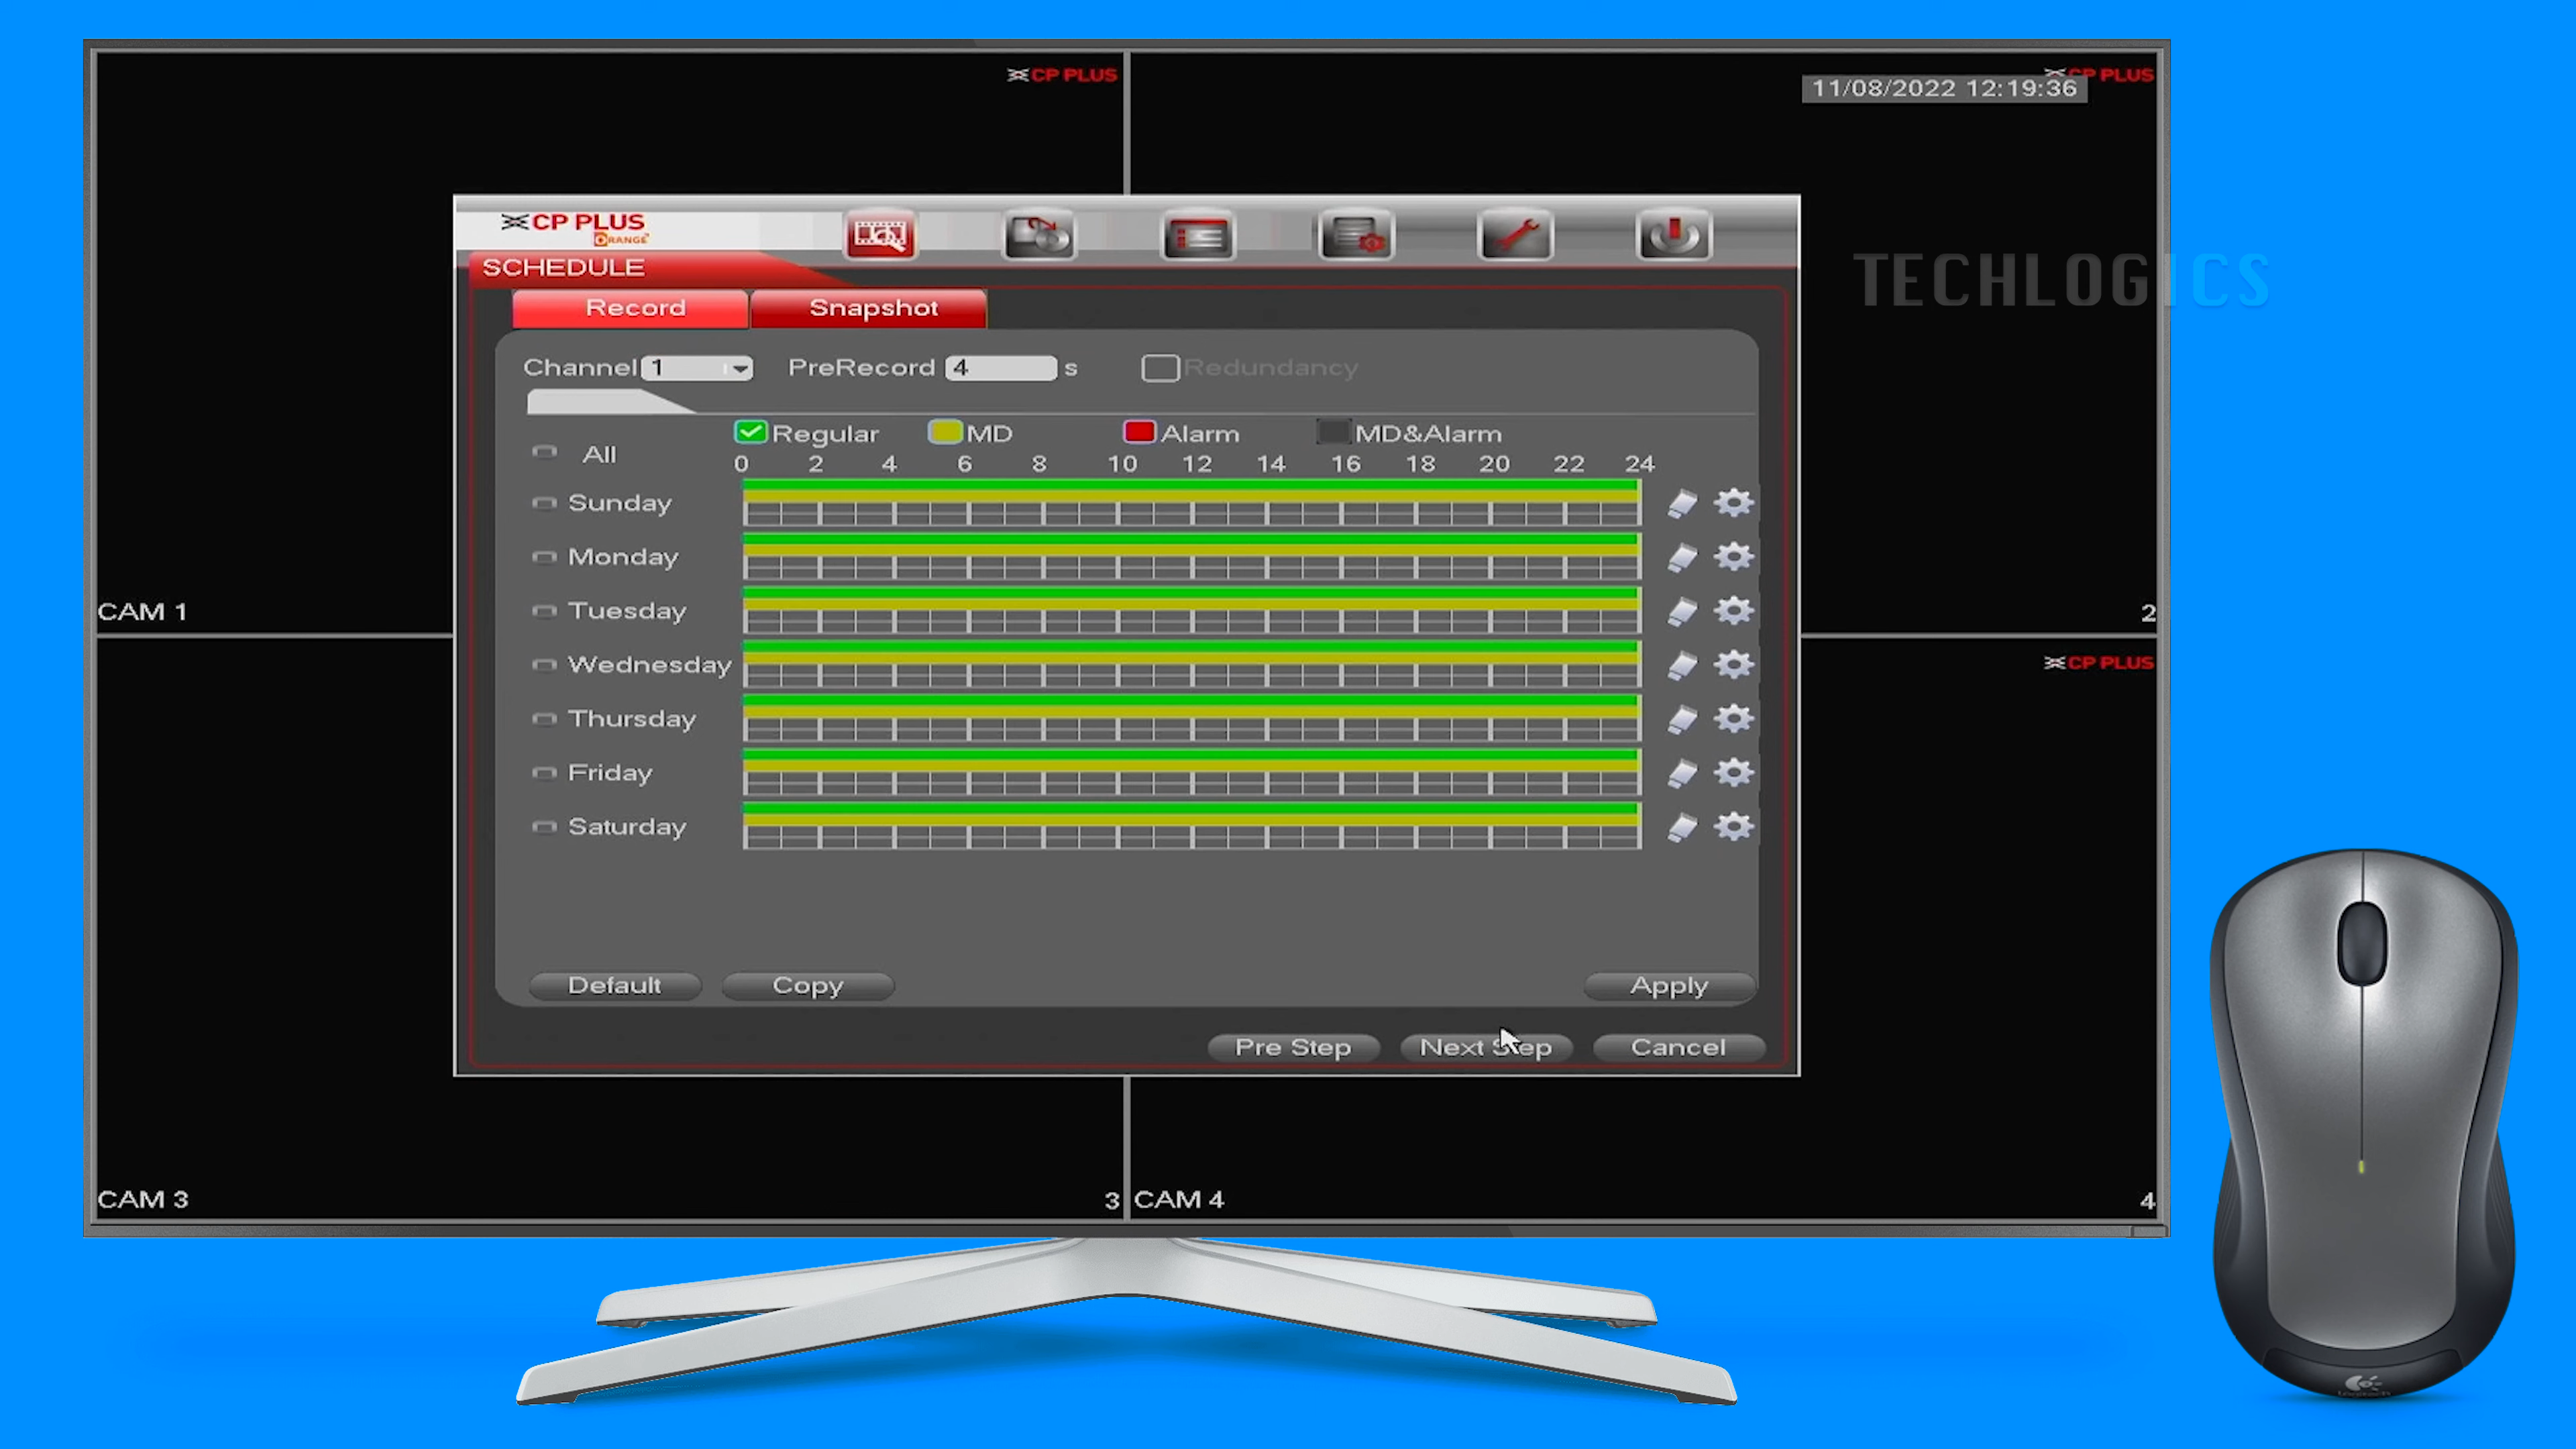 CP PLUS
CP PLUS
11/08/2022 12:19:36
CP PLUS
ORANGE
TECHLOGICS
SCHEDULE
Record Snapshot
Channel 1 PreRecord 4 s Redundancy
Regular MD Alarm MD&Alarm
All
0 2 4 6 8 10 12 14 16 18 20 22 24
Sunday
Monday
Tuesday
Wednesday
Thursday
Friday
Saturday
CAM 1
2
CP PLUS
Default Copy Apply
Pre Step Next Step Cancel
CAM 3
3
CAM 4
4